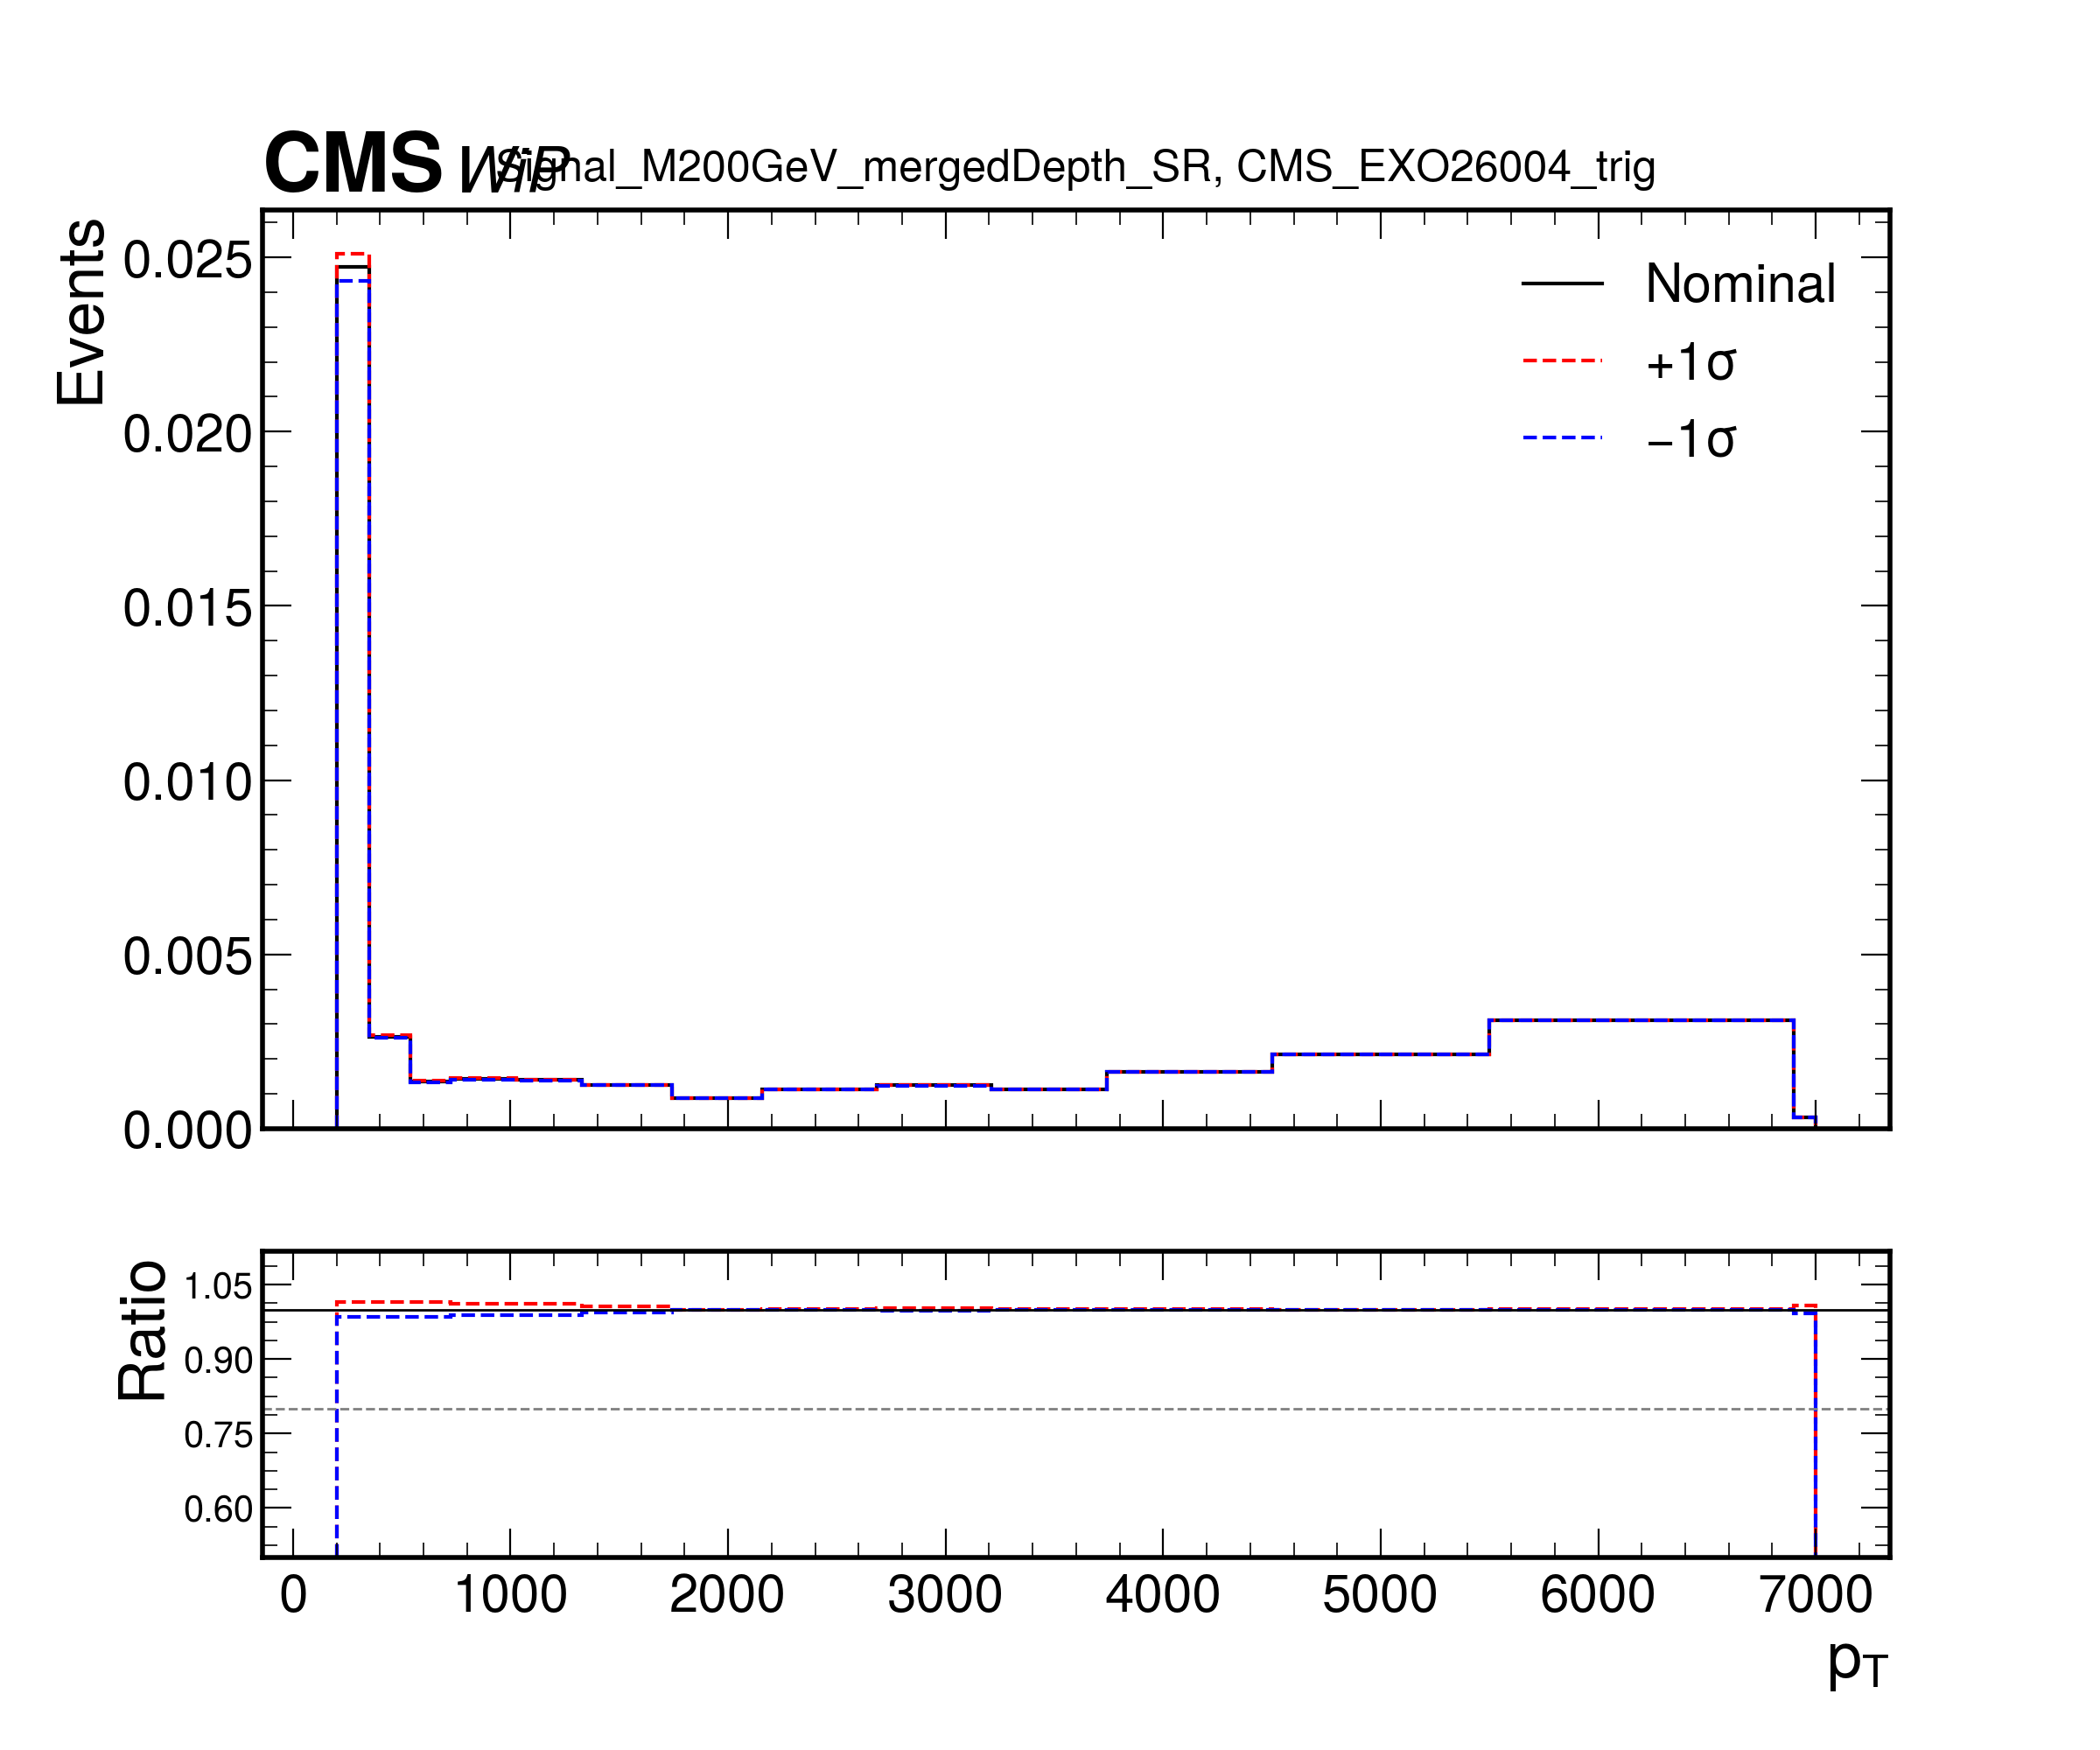 CMS WiP Signal_M200GeV_mergedDepth_SR, CMS_EXO26004_trig
Events
0.025
0.020
0.015
0.010
0.005
0.000
Nominal
+1σ
−1σ
Ratio
1.05
0.90
0.75
0.60
0 1000 2000 3000 4000 5000 6000 7000
pT